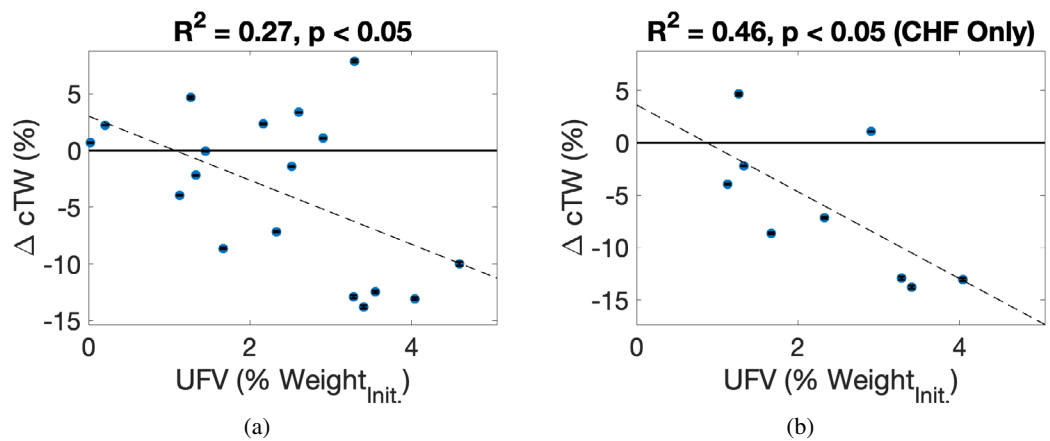 R² = 0.27, p < 0.05
Δ cTW (%)
5
0
-5
-10
-15
0
2
4
UFV (% Weight_Init.)
(a)
R² = 0.46, p < 0.05 (CHF Only)
Δ cTW (%)
5
0
-5
-10
-15
0
2
4
UFV (% Weight_Init.)
(b)